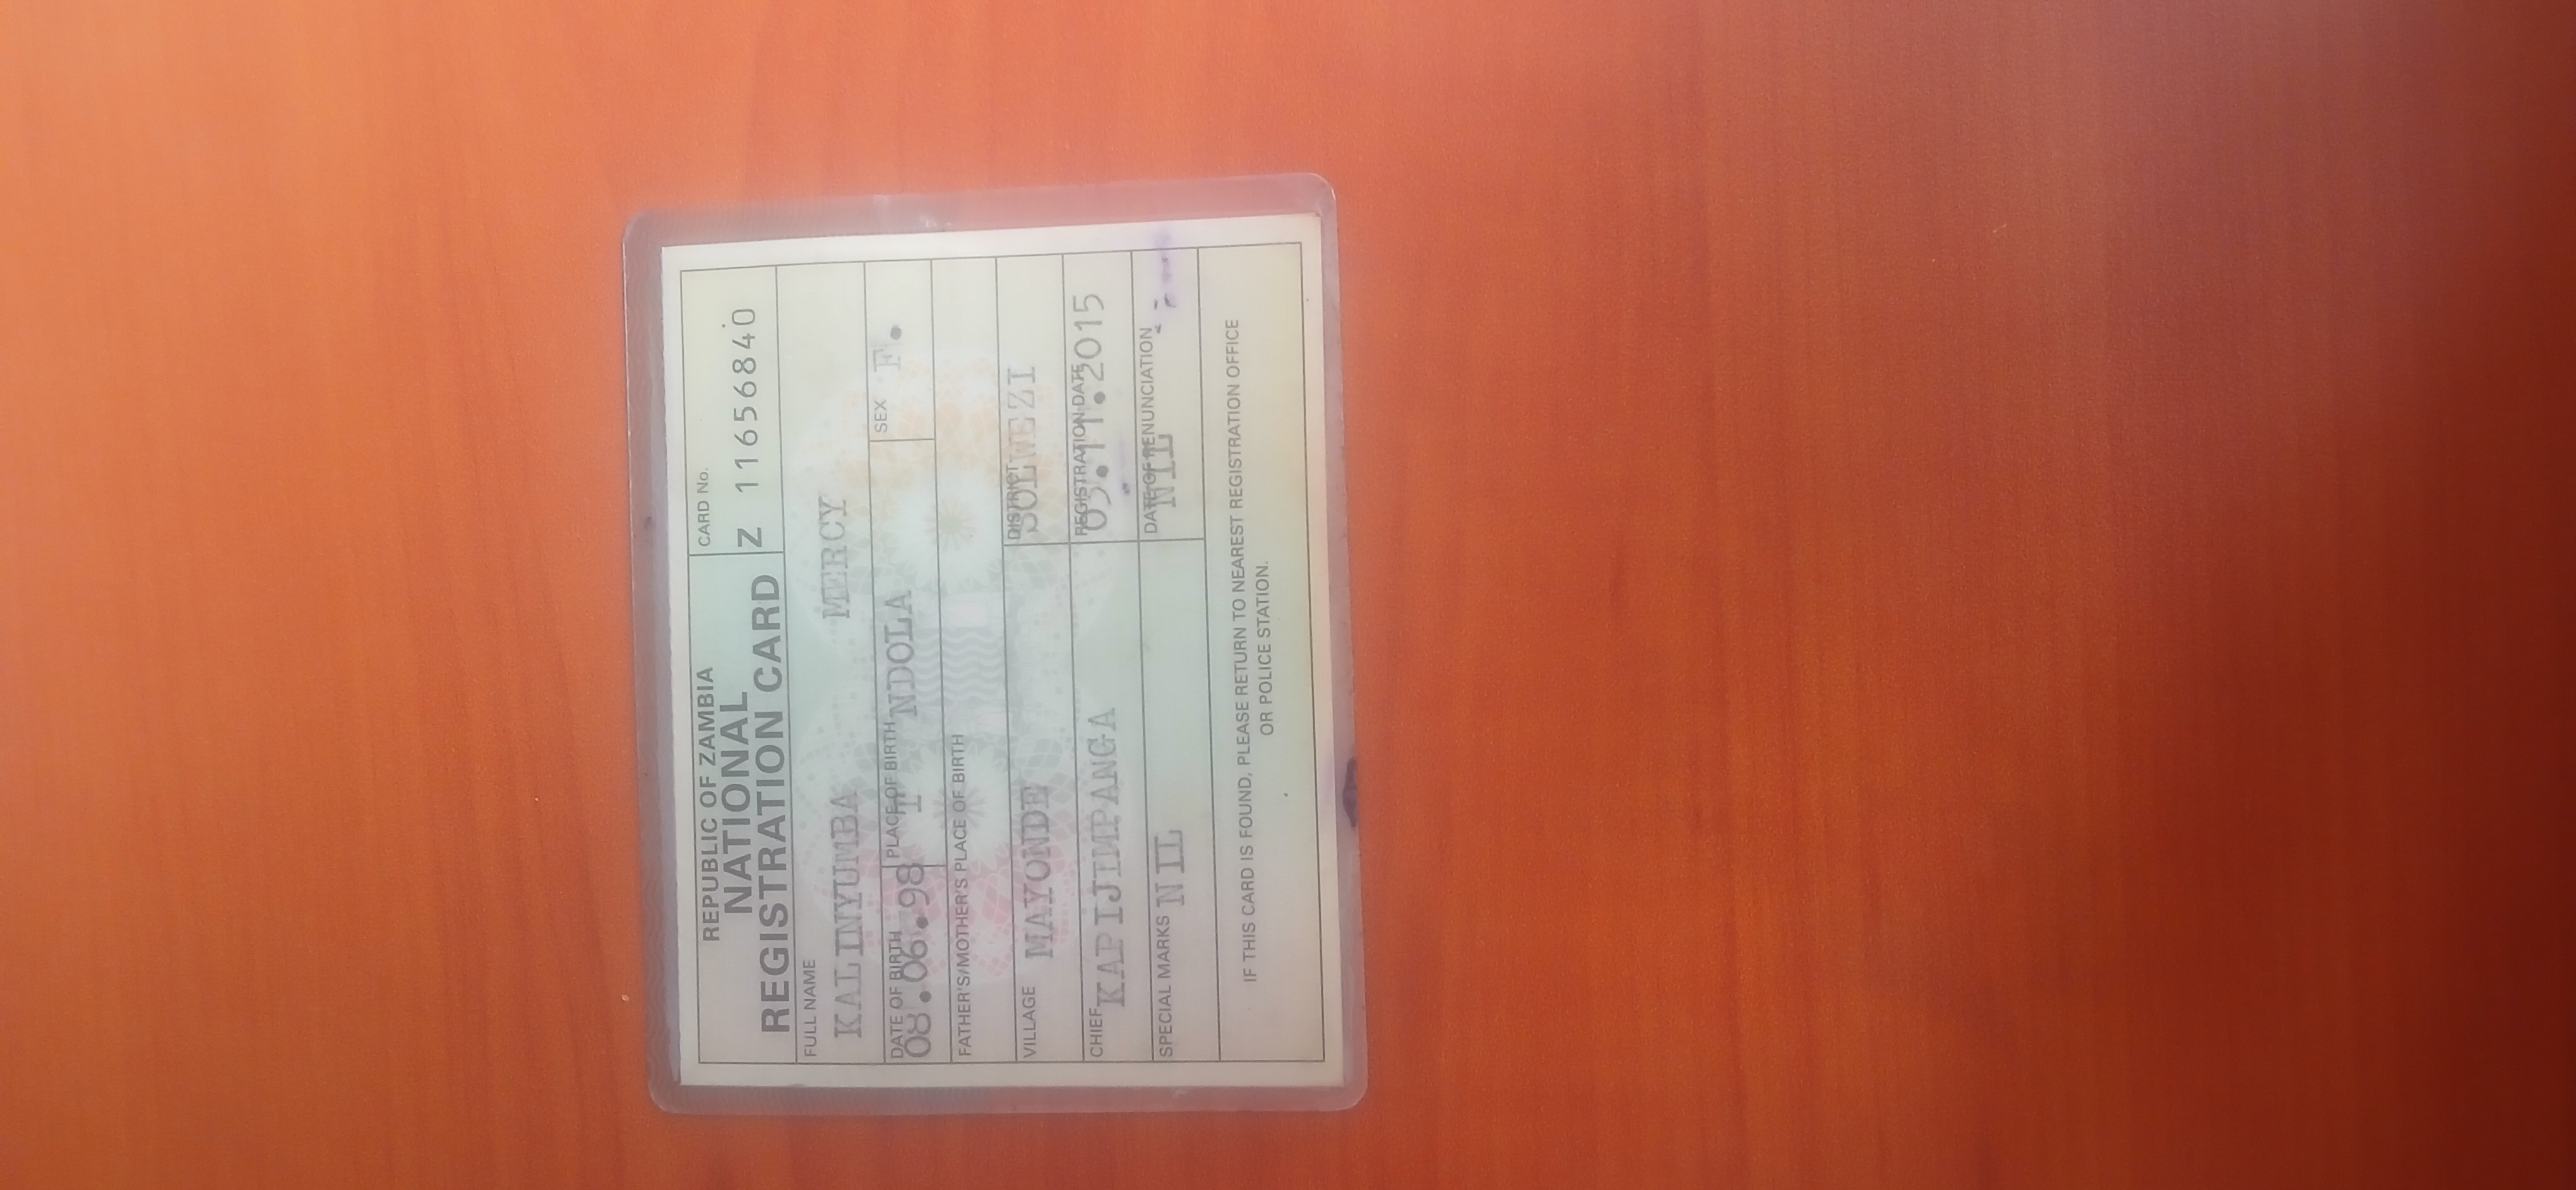 REPUBLIC OF ZAMBIA
NATIONAL
REGISTRATION CARD
CARD No.
Z 11656840
FULL NAME
KALINYUMBA MERCY
DATE OF BIRTH
08.06.98
PLACE OF BIRTH
NDOLA
SEX F.
FATHER'S/MOTHER'S PLACE OF BIRTH
VILLAGE MAYONDE
DISTRICT
SOLWEZI
CHIEF KAPIJIMPANGA
REGISTRATION DATE
03.11.2015
SPECIAL MARKS NIL
DATE OF RENUNCIATION
NIL
IF THIS CARD IS FOUND, PLEASE RETURN TO NEAREST REGISTRATION OFFICE
OR POLICE STATION.